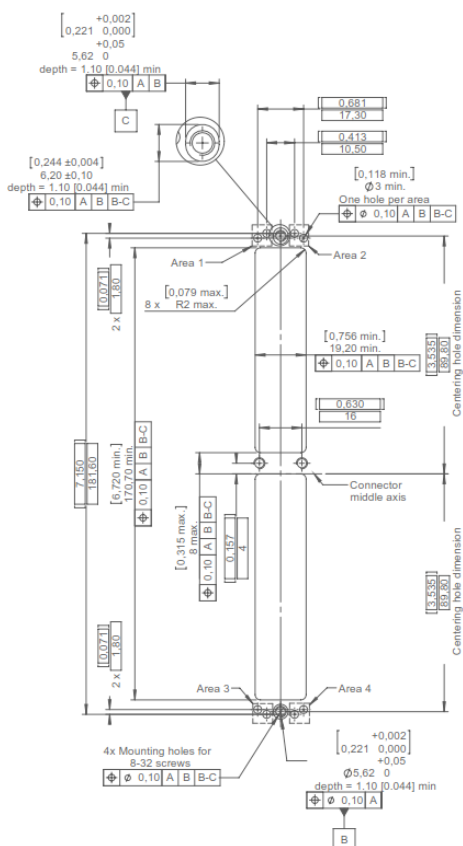 +0,002
[0,221 0,000]
+0,05
5,62 0
depth = 1,10 [0.044] min
⌖ 0,10 A B
C
[0,244 ±0,004]
6,20 ±0,10
depth = 1,10 [0.044] min
⌖ 0,10 A B B-C
0,681
17,30
0,413
10,50
[0,118 min.]
Ø3 min.
One hole per area
⌖ ø 0,10 A B B-C
Area 1
Area 2
[0,079 max.]
8 x R2 max.
[0,071]
1,80
2 x
[0,756 min.]
19,20 min.
⌖ 0,10 A B B-C
[3,535]
89,80
Centering hole dimension
0,630
16
7,150
181,60
[6,720 min.]
170,70 min.
⌖ 0,10 A B B-C
Connector
middle axis
[0,315 max.]
8 max.
⌖ 0,10 A B B-C
0,157
4
[3,535]
89,80
Centering hole dimension
[0,071]
1,80
2 x
Area 3
Area 4
4x Mounting holes for
8-32 screws
⌖ ø 0,10 A B B-C
+0,002
[0,221 0,000]
+0,05
Ø5,62 0
depth = 1,10 [0.044] min
⌖ ø 0,10 A
B